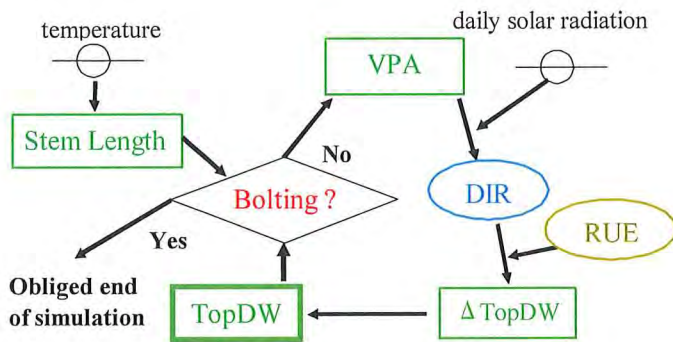 temperature
daily solar radiation
VPA
Stem Length
No
Bolting ?
DIR
RUE
Yes
Obliged end
of simulation
TopDW
Δ TopDW